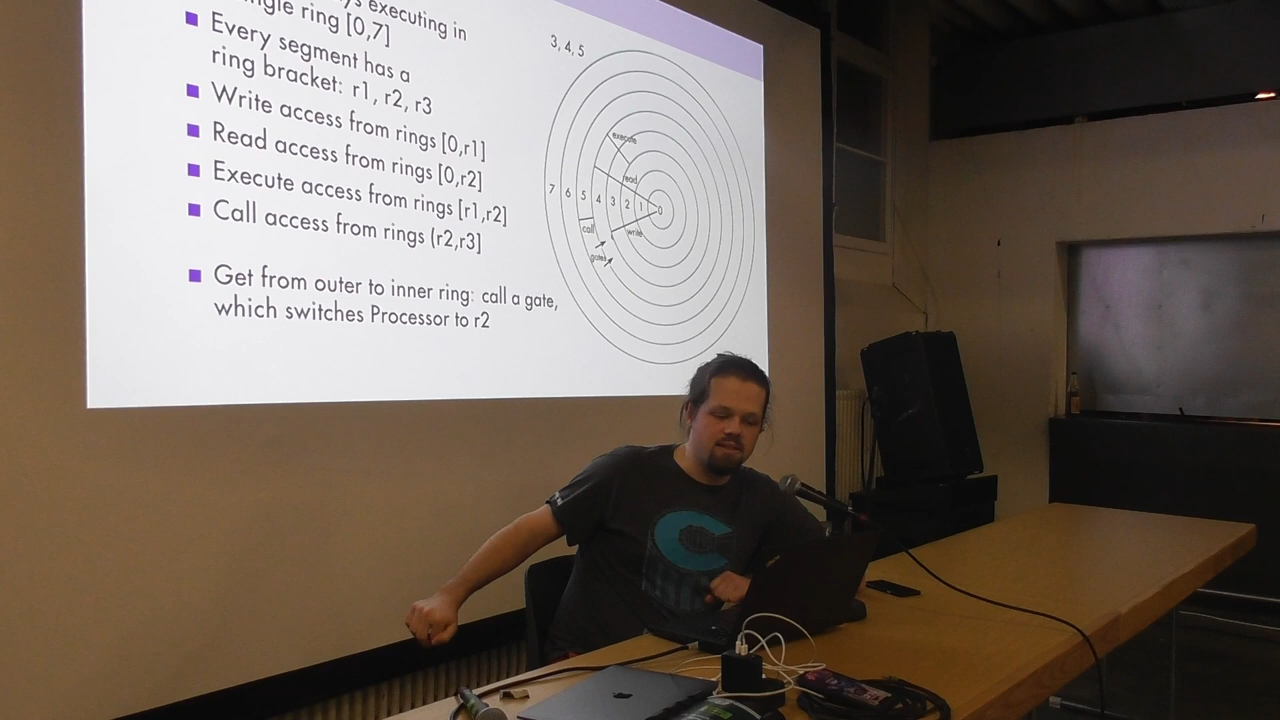 executing in
ring [0,7]
Every segment has a
ring bracket: r1, r2, r3
Write access from rings [0,r1]
Read access from rings [0,r2]
Execute access from rings [r1,r2]
Call access from rings (r2,r3]
Get from outer to inner ring: call a gate,
which switches Processor to r2
3, 4, 5
execute
read
7 6 5 4 3 2 1 0
call
write
gates
C